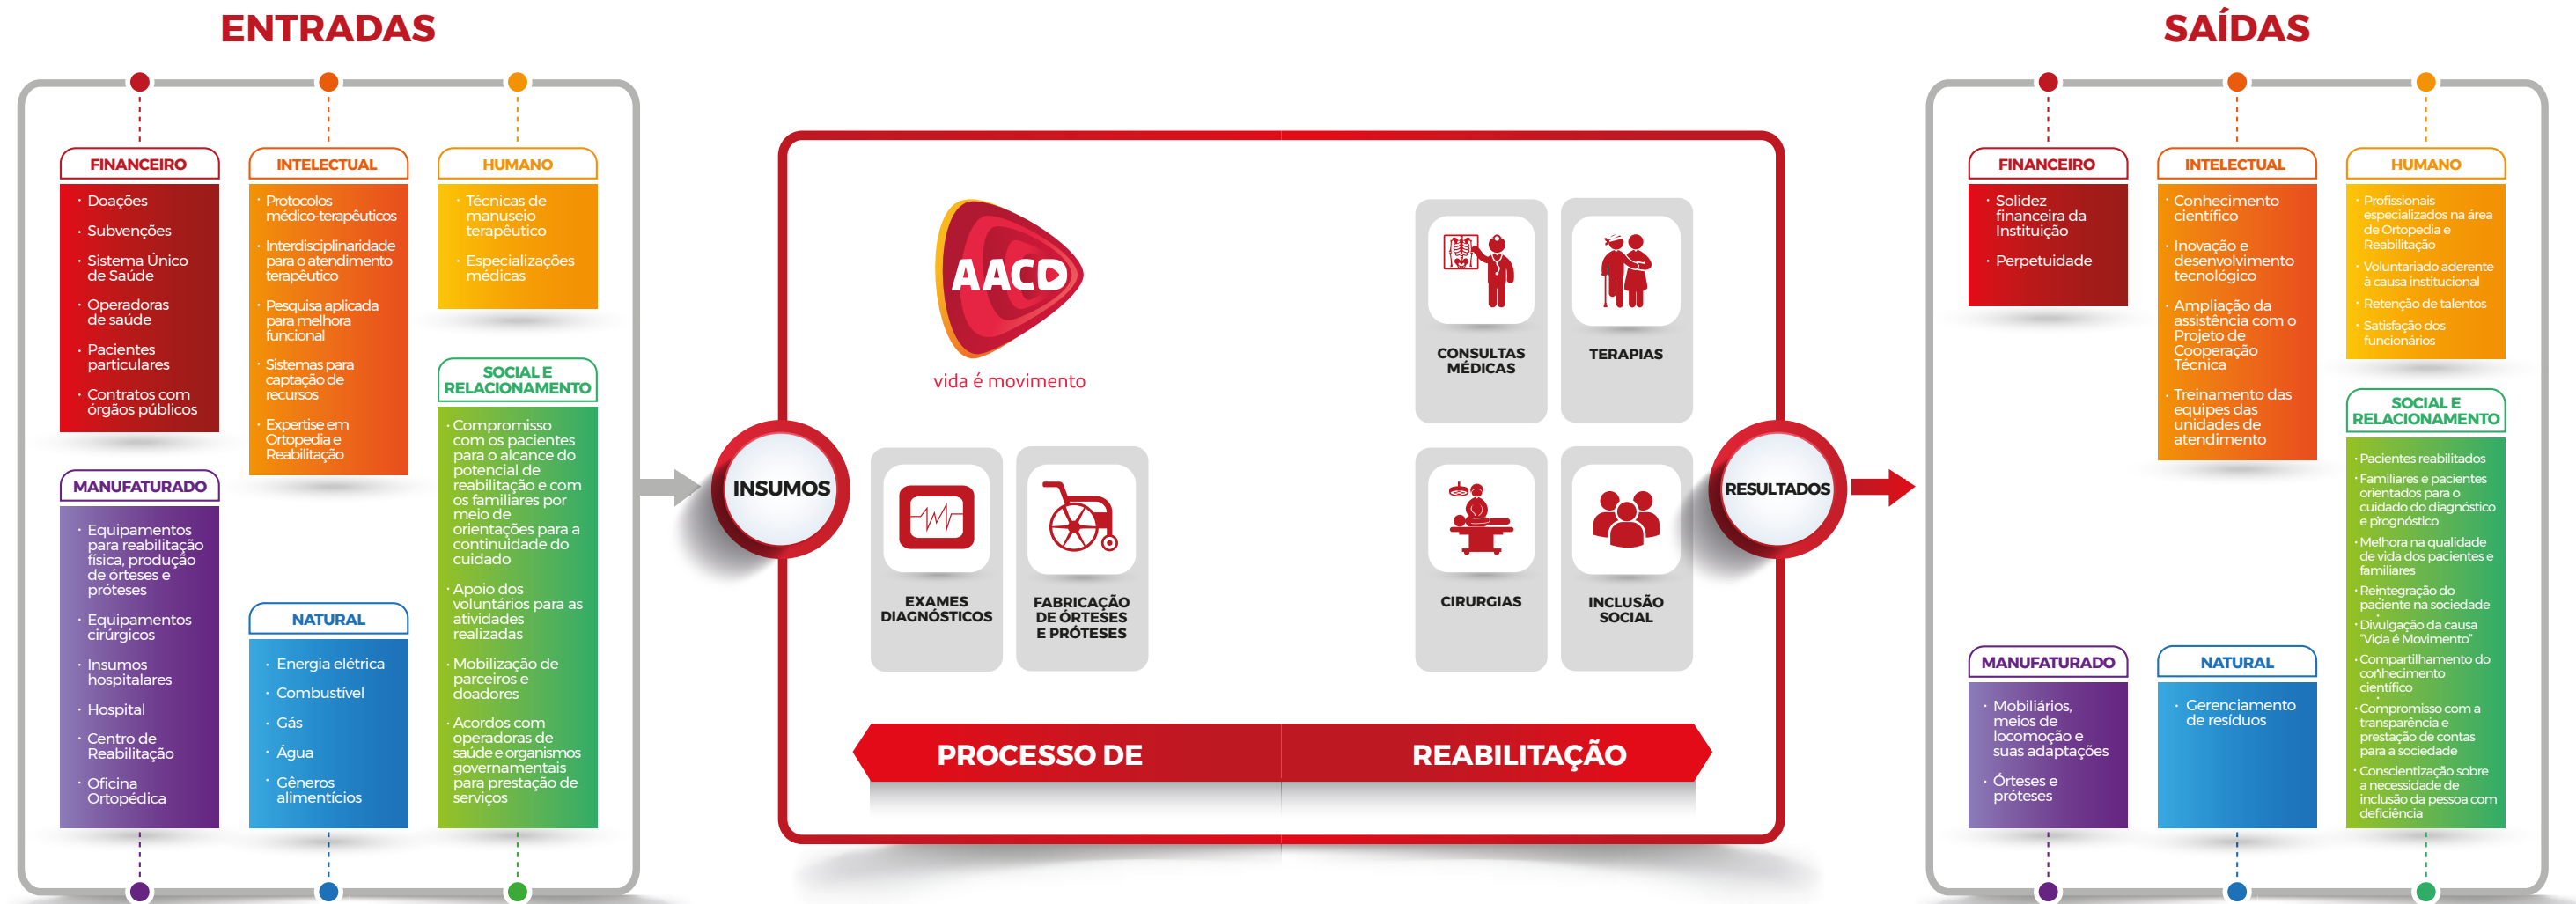 ENTRADAS
FINANCEIRO
· Doações
· Subvenções
· Sistema Único
de Saúde
· Operadoras
de saúde
· Pacientes
particulares
· Contratos com
órgãos públicos
INTELECTUAL
· Protocolos
médico-terapêuticos
· Interdisciplinaridade
para o atendimento
terapêutico
· Pesquisa aplicada
para melhora
funcional
· Sistemas para
captação de
recursos
· Expertise em
Ortopedia e
Reabilitação
HUMANO
· Técnicas de
manuseio
terapêutico
· Especializações
médicas
MANUFATURADO
· Equipamentos
para reabilitação
física, produção
de órteses e
próteses
· Equipamentos
cirúrgicos
· Insumos
hospitalares
· Hospital
· Centro de
Reabilitação
· Oficina
Ortopédica
NATURAL
· Energia elétrica
· Combustível
· Gás
· Água
· Gêneros
alimentícios
SOCIAL E
RELACIONAMENTO
· Compromisso
com os pacientes
para o alcance do
potencial de
reabilitação e com
os familiares por
meio de
orientações para a
continuidade do
cuidado
· Apoio dos
voluntários para as
atividades
realizadas
· Mobilização de
parceiros e
doadores
· Acordos com
operadoras de
saúde e organismos
governamentais
para prestação de
serviços
INSUMOS
AACD
vida é movimento
EXAMES
DIAGNÓSTICOS
FABRICAÇÃO
DE ÓRTESES
E PRÓTESES
CONSULTAS
MÉDICAS
TERAPIAS
CIRURGIAS
INCLUSÃO
SOCIAL
PROCESSO DE REABILITAÇÃO
RESULTADOS
SAÍDAS
FINANCEIRO
· Solidez
financeira da
Instituição
· Perpetuidade
INTELECTUAL
· Conhecimento
científico
· Inovação e
desenvolvimento
tecnológico
· Ampliação da
assistência com o
Projeto de
Cooperação
Técnica
· Treinamento das
equipes das
unidades de
atendimento
HUMANO
· Profissionais
especializados na área
de Ortopedia e
Reabilitação
· Voluntariado aderente
à causa institucional
· Retenção de talentos
· Satisfação dos
funcionários
MANUFATURADO
· Mobiliários,
meios de
locomoção e
suas adaptações
· Órteses e
próteses
NATURAL
· Gerenciamento
de resíduos
SOCIAL E
RELACIONAMENTO
· Pacientes reabilitados
· Familiares e pacientes
orientados para o
cuidado do diagnóstico
e prognóstico
· Melhora na qualidade
de vida dos pacientes e
familiares
· Reintegração do
paciente na sociedade
· Divulgação da causa
"Vida é Movimento"
· Compartilhamento do
conhecimento
científico
· Compromisso com a
transparência e
prestação de contas
para a sociedade
· Conscientização sobre
a necessidade de
inclusão da pessoa com
deficiência